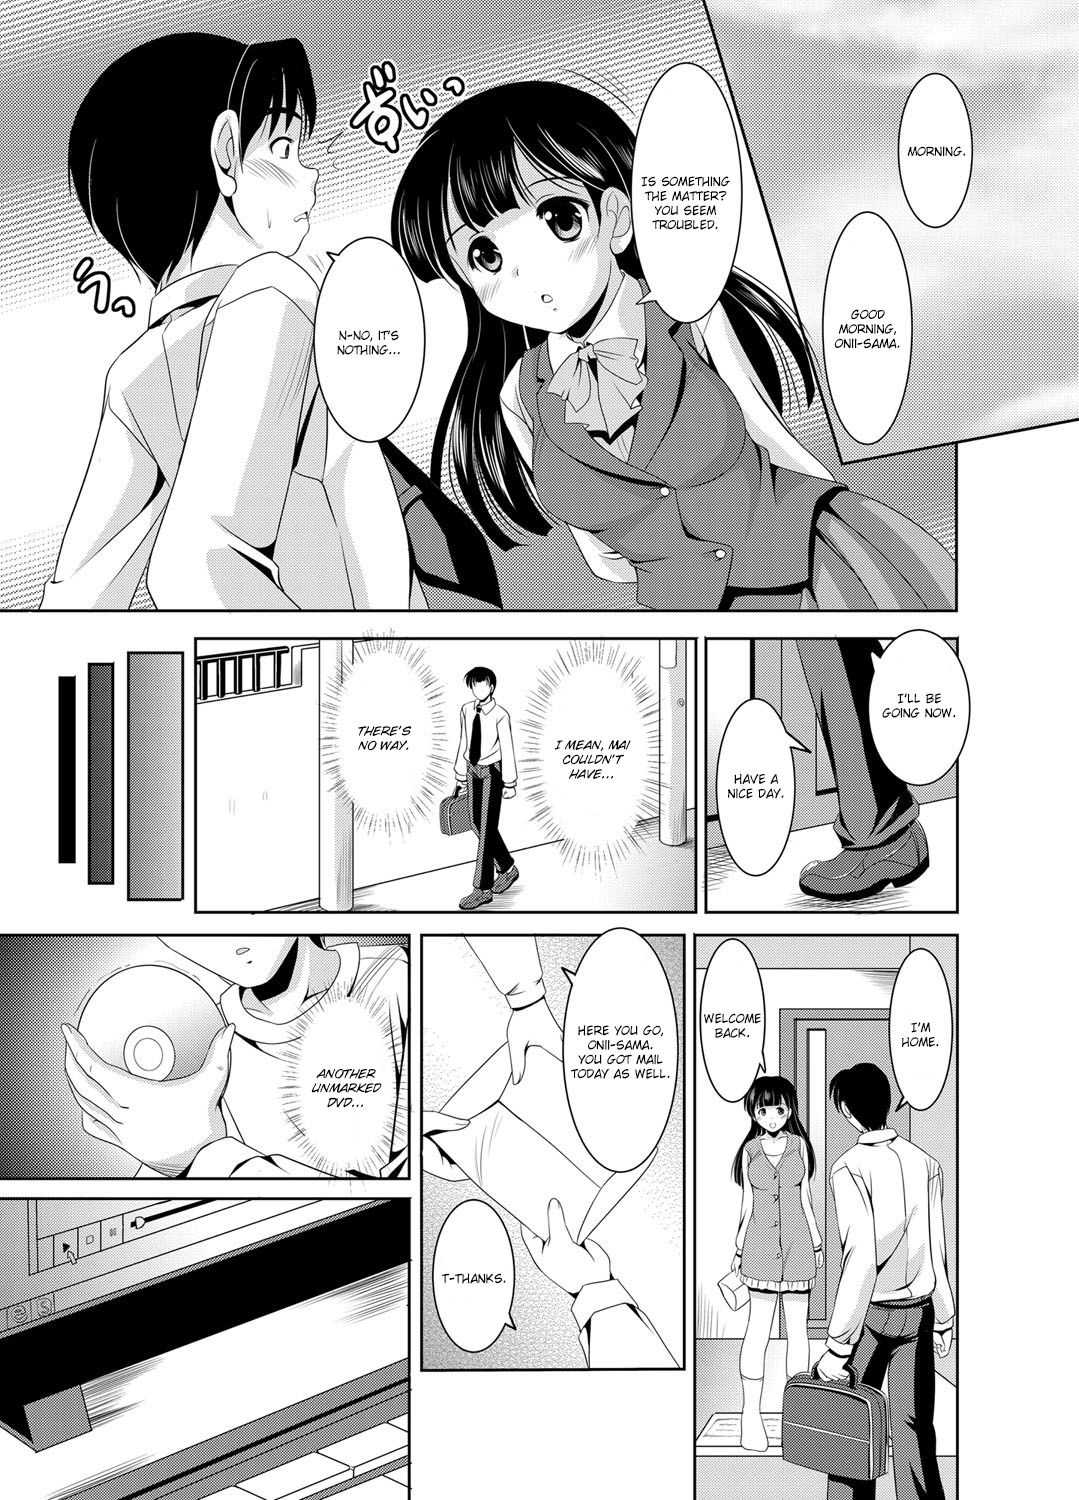 MORNING.
GOOD
MORNING,
ONII-SAMA.
IS SOMETHING
THE MATTER?
YOU SEEM
TROUBLED.
ずいっ
N-NO, IT'S
NOTHING...
うっ
I'LL BE
GOING NOW.
HAVE A
NICE DAY.
I MEAN, MAI
COULDN'T
HAVE...
THERE'S
NO WAY.
I'M
HOME.
WELCOME
BACK.
HERE YOU GO,
ONII-SAMA.
YOU GOT MAIL
TODAY AS WELL.
T-THANKS.
ANOTHER
UNMARKED
DVD...
e S